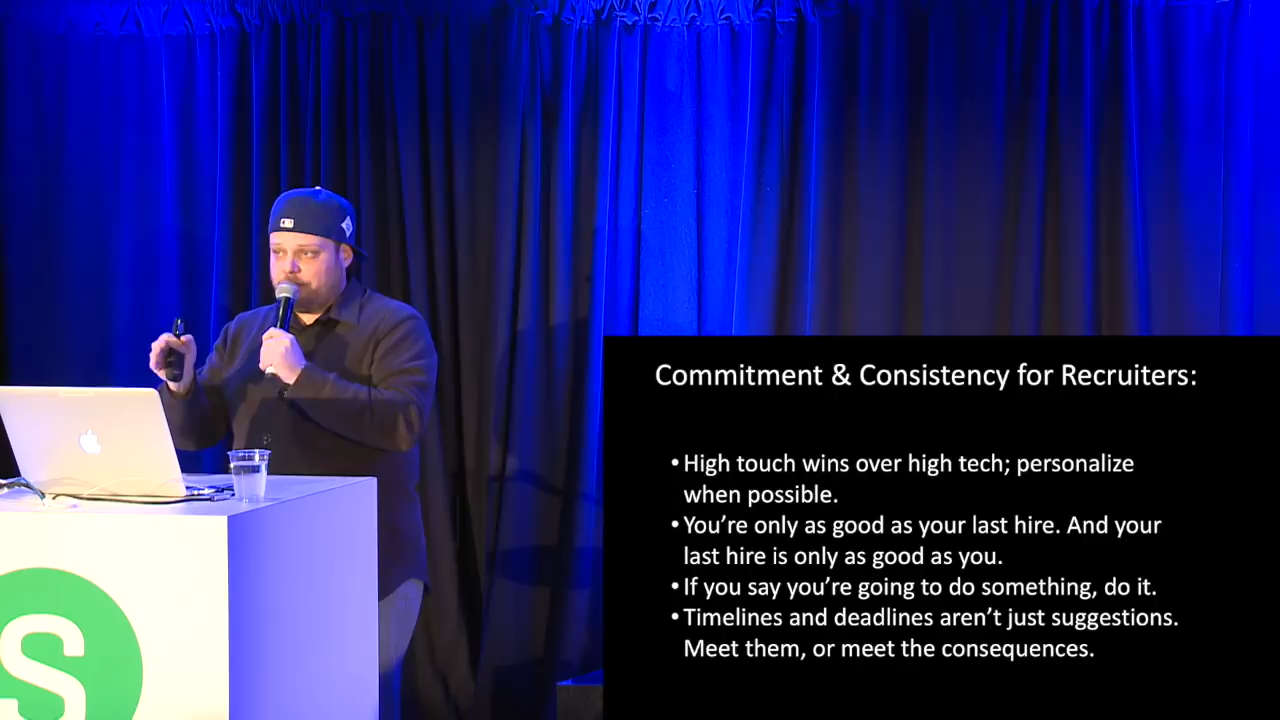 Commitment & Consistency for Recruiters:
•High touch wins over high tech; personalize
when possible.
•You’re only as good as your last hire. And your
last hire is only as good as you.
•If you say you’re going to do something, do it.
•Timelines and deadlines aren’t just suggestions.
Meet them, or meet the consequences.
S